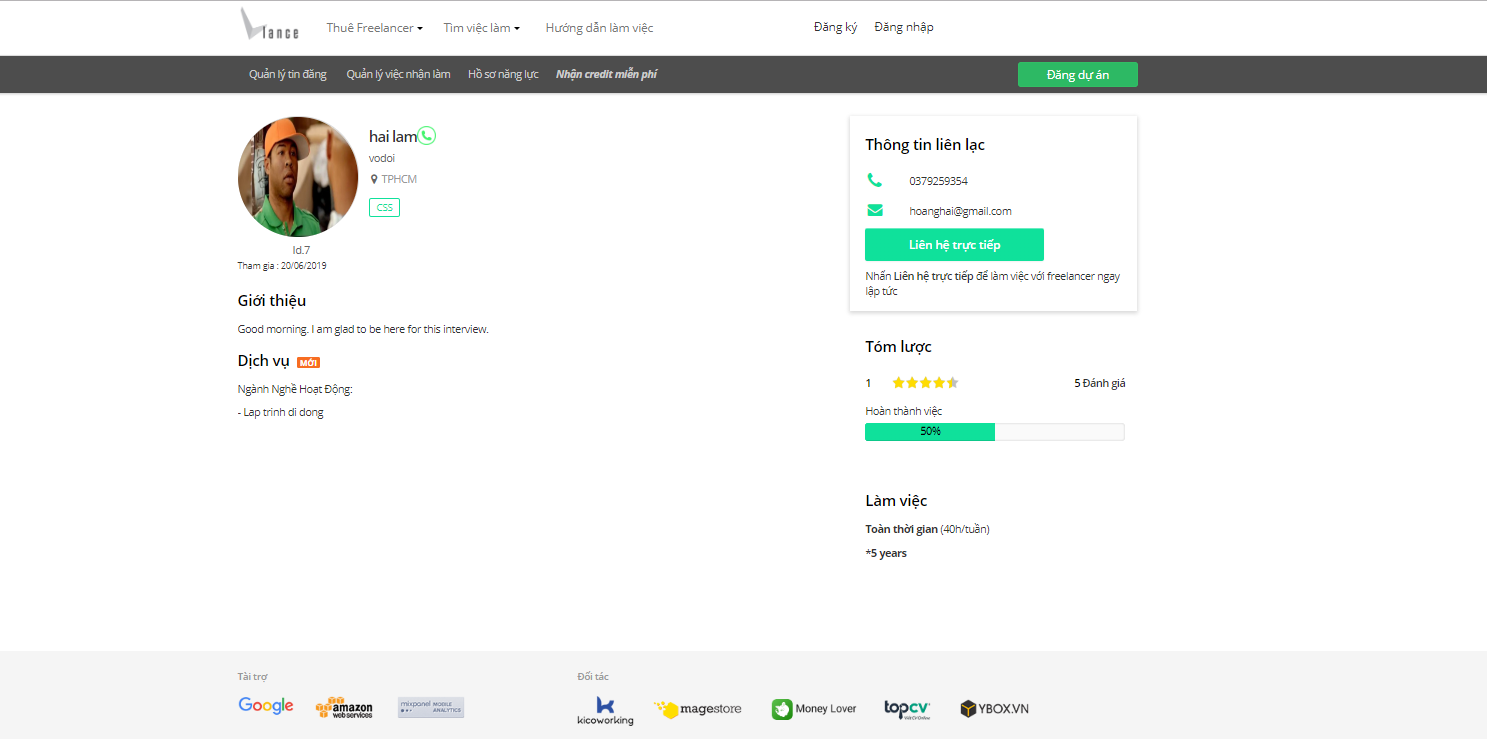 lance
Thuê Freelancer
Tìm việc làm
Hướng dẫn làm việc
Đăng ký
Đăng nhập
Quản lý tin đăng
Quản lý việc nhận làm
Hồ sơ năng lực
Nhận credit miễn phí
Đăng dự án
hai lam
vodoi
TPHCM
CSS
Id.7
Tham gia : 20/06/2019
Giới thiệu
Good morning. I am glad to be here for this interview.
Dịch vụ MỚI
Ngành Nghề Hoạt Động:
- Lap trinh di dong
Thông tin liên lạc
0379259354
hoanghai@gmail.com
Liên hệ trực tiếp
Nhấn Liên hệ trực tiếp để làm việc với freelancer ngay
lập tức
Tóm lược
1
5 Đánh giá
Hoàn thành việc
50%
Làm việc
Toàn thời gian (40h/tuần)
*5 years
Tài trợ
Google
amazon
webservices
mixpanel MOBILE
ANALYTICS
Đối tác
kicoworking
magestore
Money Lover
topcv
YBOX.VN